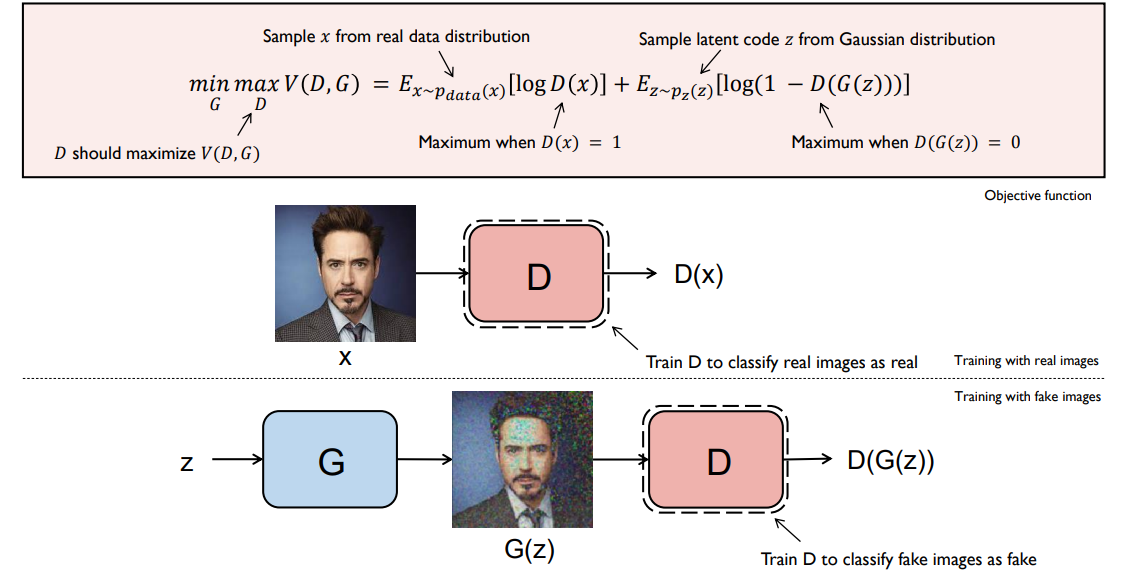 Sample x from real data distribution
Sample latent code z from Gaussian distribution
min max V(D, G) = E_{x~p_{data}(x)}[log D(x)] + E_{z~p_z(z)}[log(1 − D(G(z)))]
G D
D should maximize V(D, G)
Maximum when D(x) = 1
Maximum when D(G(z)) = 0
Objective function
D
D(x)
x
Train D to classify real images as real
Training with real images
Training with fake images
z
G
D
D(G(z))
G(z)
Train D to classify fake images as fake